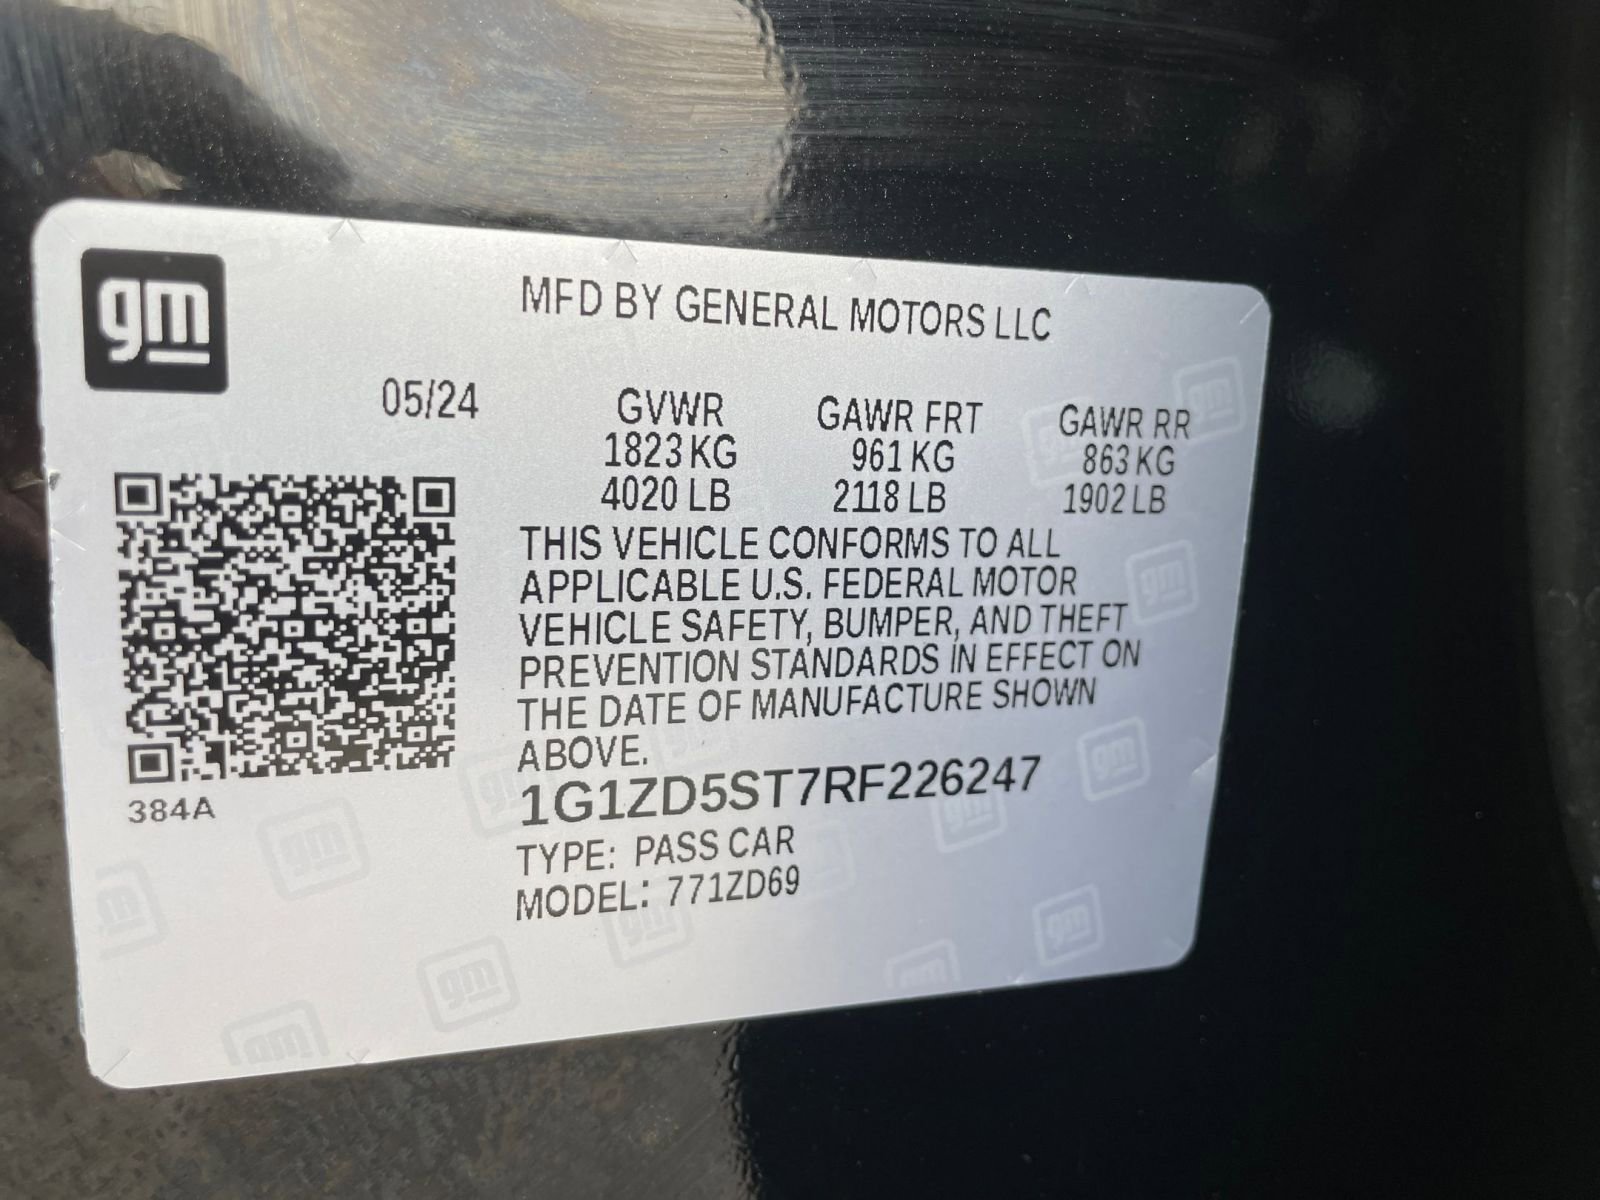 gm
MFD BY GENERAL MOTORS LLC
05/24
GVWR GAWR FRT GAWR RR
1823 KG 961 KG 863 KG
4020 LB 2118 LB 1902 LB
THIS VEHICLE CONFORMS TO ALL
APPLICABLE U.S. FEDERAL MOTOR
VEHICLE SAFETY, BUMPER, AND THEFT
PREVENTION STANDARDS IN EFFECT ON
THE DATE OF MANUFACTURE SHOWN
ABOVE.
1G1ZD5ST7RF226247
TYPE: PASS CAR
MODEL: 771ZD69
384A